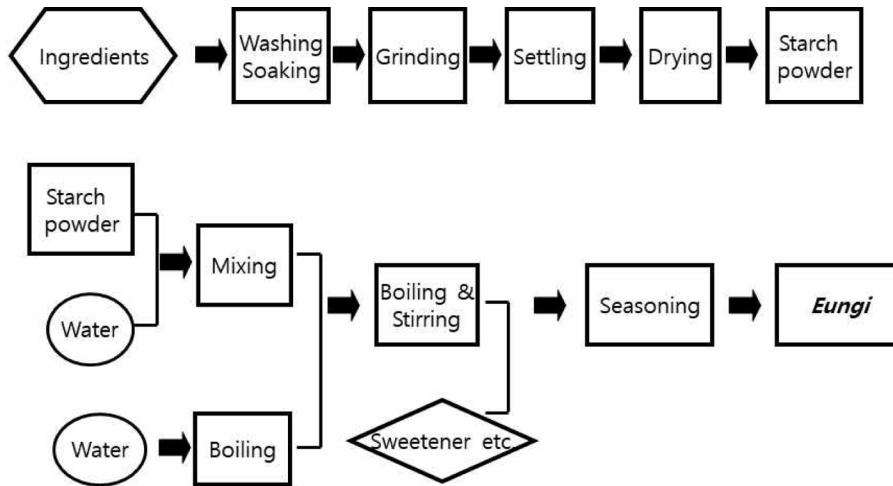 Ingredients
Washing
Soaking
Grinding
Settling
Drying
Starch
powder
Starch
powder
Water
Mixing
Boiling &
Stirring
Seasoning
Eungi
Water
Boiling
Sweetener etc.